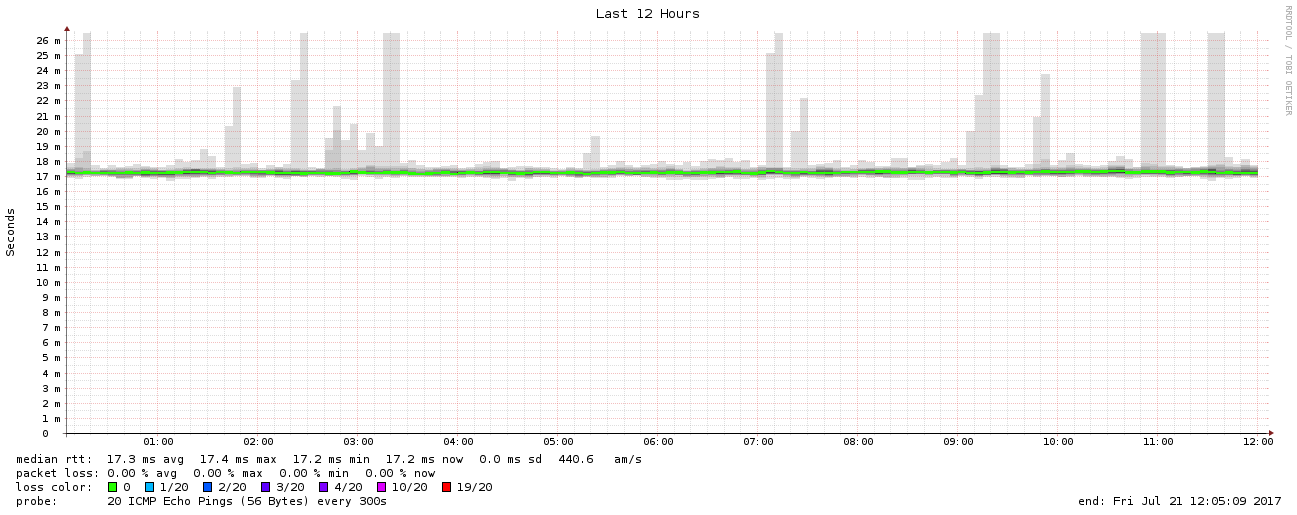 Last 12 Hours
RRDTOOL / TOBI OETIKER
Seconds
26 m
25 m
24 m
23 m
22 m
21 m
20 m
19 m
18 m
17 m
16 m
15 m
14 m
13 m
12 m
11 m
10 m
9 m
8 m
7 m
6 m
5 m
4 m
3 m
2 m
1 m
0
01:00 02:00 03:00 04:00 05:00 06:00 07:00 08:00 09:00 10:00 11:00 12:00
median rtt: 17.3 ms avg 17.4 ms max 17.2 ms min 17.2 ms now 0.0 ms sd 440.6 am/s
packet loss: 0.00 % avg 0.00 % max 0.00 % min 0.00 % now
loss color: 0 1/20 2/20 3/20 4/20 10/20 19/20
probe: 20 ICMP Echo Pings (56 Bytes) every 300s
end: Fri Jul 21 12:05:09 2017